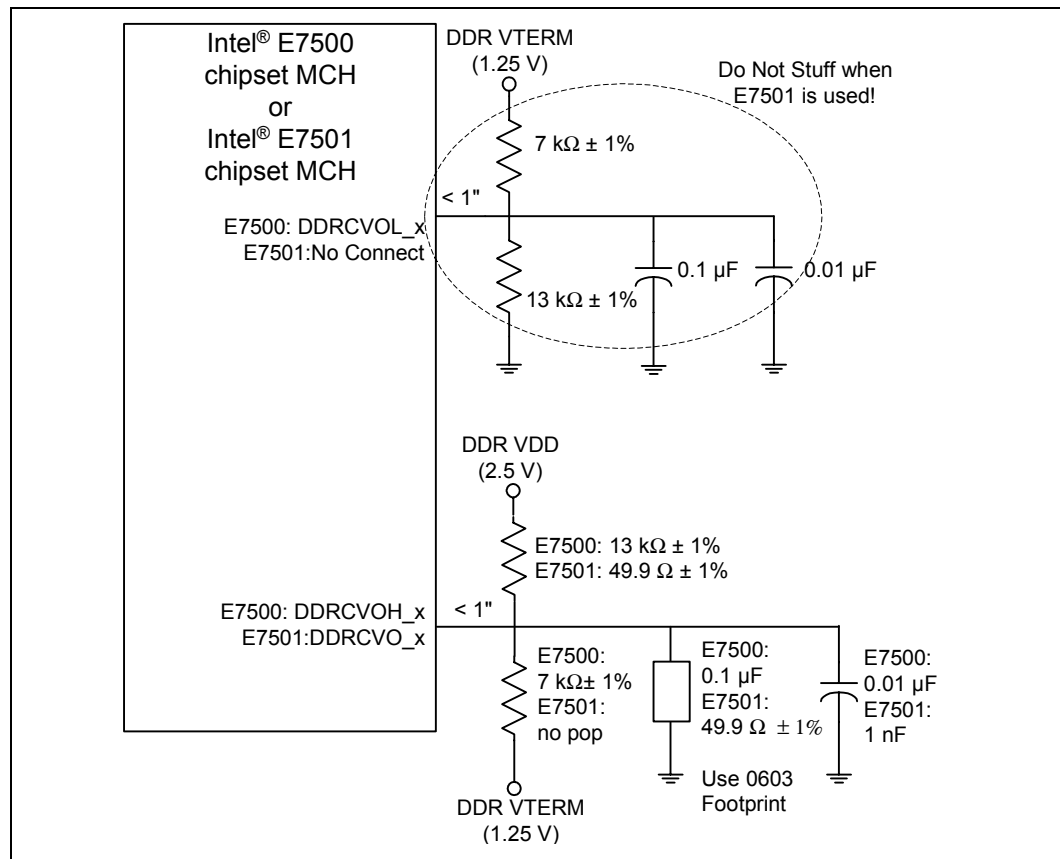 Intel® E7500
chipset MCH
or
Intel® E7501
chipset MCH
DDR VTERM
(1.25 V)
Do Not Stuff when
E7501 is used!
7 kΩ ± 1%
< 1"
E7500: DDRCVOL_x
E7501:No Connect
0.1 µF
0.01 µF
13 kΩ ± 1%
DDR VDD
(2.5 V)
E7500: 13 kΩ ± 1%
E7501: 49.9 Ω ± 1%
E7500: DDRCVOH_x
E7501:DDRCVO_x
< 1"
E7500:
7 kΩ± 1%
E7501:
no pop
E7500:
0.1 µF
E7501:
49.9 Ω ± 1%
E7500:
0.01 µF
E7501:
1 nF
Use 0603
Footprint
DDR VTERM
(1.25 V)